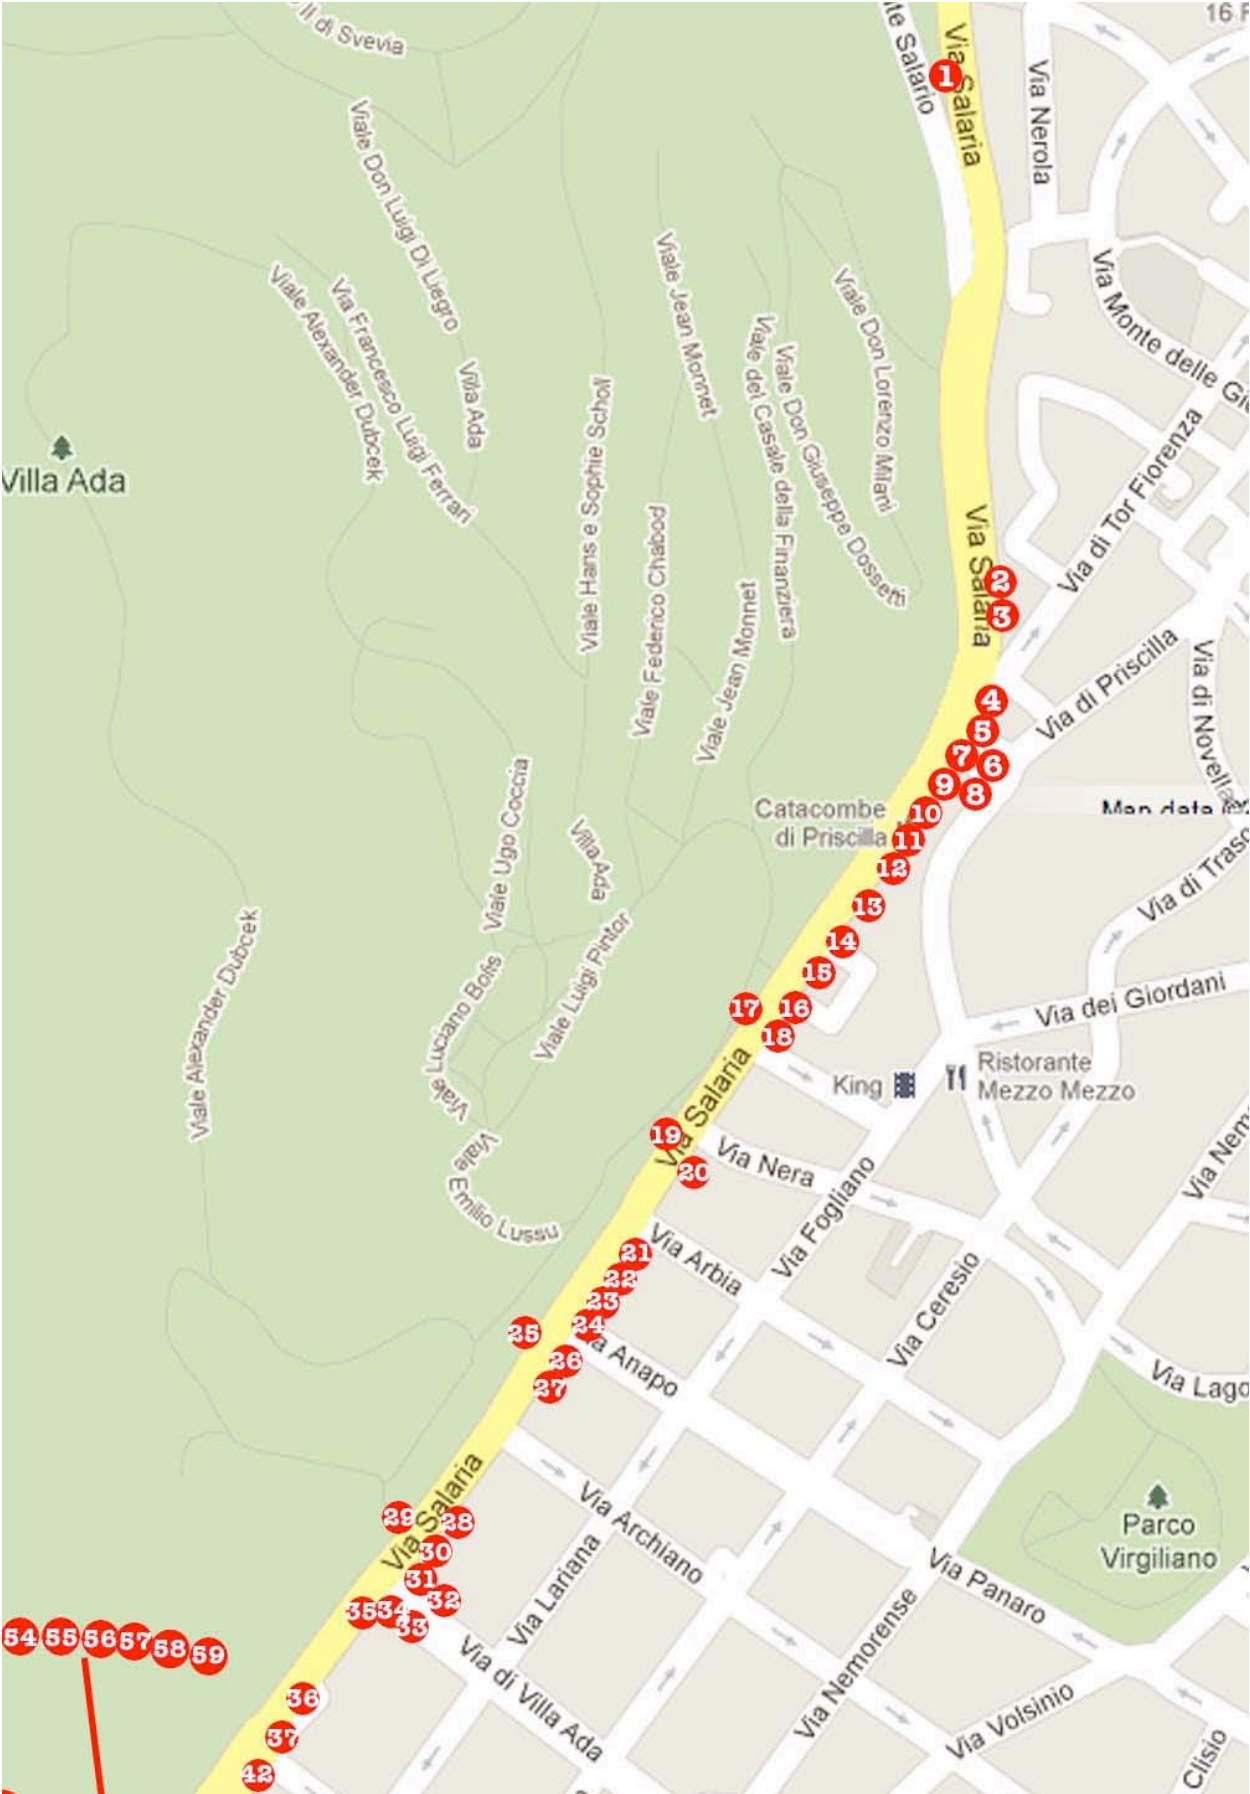 II di Svevia
Salario
Via Salaria
16
1
Via Nerola
Viale Don Luigi Di Liegro
Villa Ada
Viale Alexander Dubcek
Via Francesco Luigi Ferrari
Viale Jean Monnet
Viale Don Lorenzo Milani
Viale del Casale della Finanziera
Viale Don Giuseppe Dossetti
Viale Hans e Sophie Scholl
Via Monte delle
Villa Ada
Via di Tor Fiorenza
Viale Federico Chabod
Viale Jean Monnet
Via Salaria
2
3
Via di Priscilla
Via di Novella
4
5
7
6
9
8
Catacombe
di Priscilla
10
11
12
Map data
Viale Ugo Coccia
Villa Ada
13
14
15
Via di
Viale Alexander Dubcek
Viale Luciano Bolis
Viale Luigi Pintor
17
16
18
Via dei Giordani
King
Ristorante
Mezzo Mezzo
Via Salaria
19
20
Via Nera
Viale Emilio Lussu
Via Fogliano
Via
21
22
23
24
Via Arbia
25
26
27
Via Anapo
Via Ceresio
Via Lago
Via Salaria
29
28
30
31
32
35
34
33
Via Archiano
Via Lariana
Parco
Virgiliano
Via Panaro
54
55
56
57
58
59
Via di Villa Ada
Via Nemorense
Via Volsinio
Clisio
36
37
42